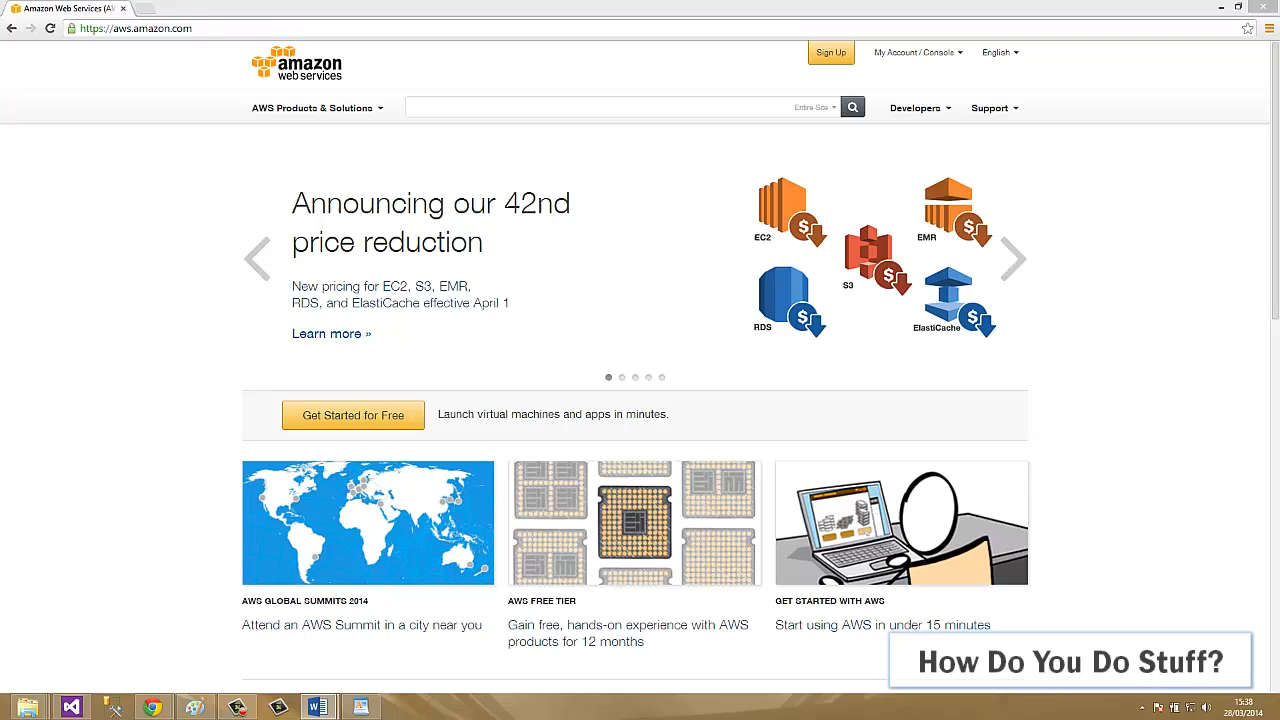 Amazon Web Services (AV
https://aws.amazon.com
amazon
web services
Sign Up
My Account / Console
English
AWS Products & Solutions
Entire Site
Developers
Support
Announcing our 42nd
price reduction
New pricing for EC2, S3, EMR,
RDS, and ElastiCache effective April 1
Learn more »
EC2
EMR
S3
RDS
ElastiCache
Get Started for Free
Launch virtual machines and apps in minutes.
AWS GLOBAL SUMMITS 2014
Attend an AWS Summit in a city near you
AWS FREE TIER
Gain free, hands-on experience with AWS
products for 12 months
GET STARTED WITH AWS
Start using AWS in under 15 minutes
How Do You Do Stuff?
15:38
28/03/2014